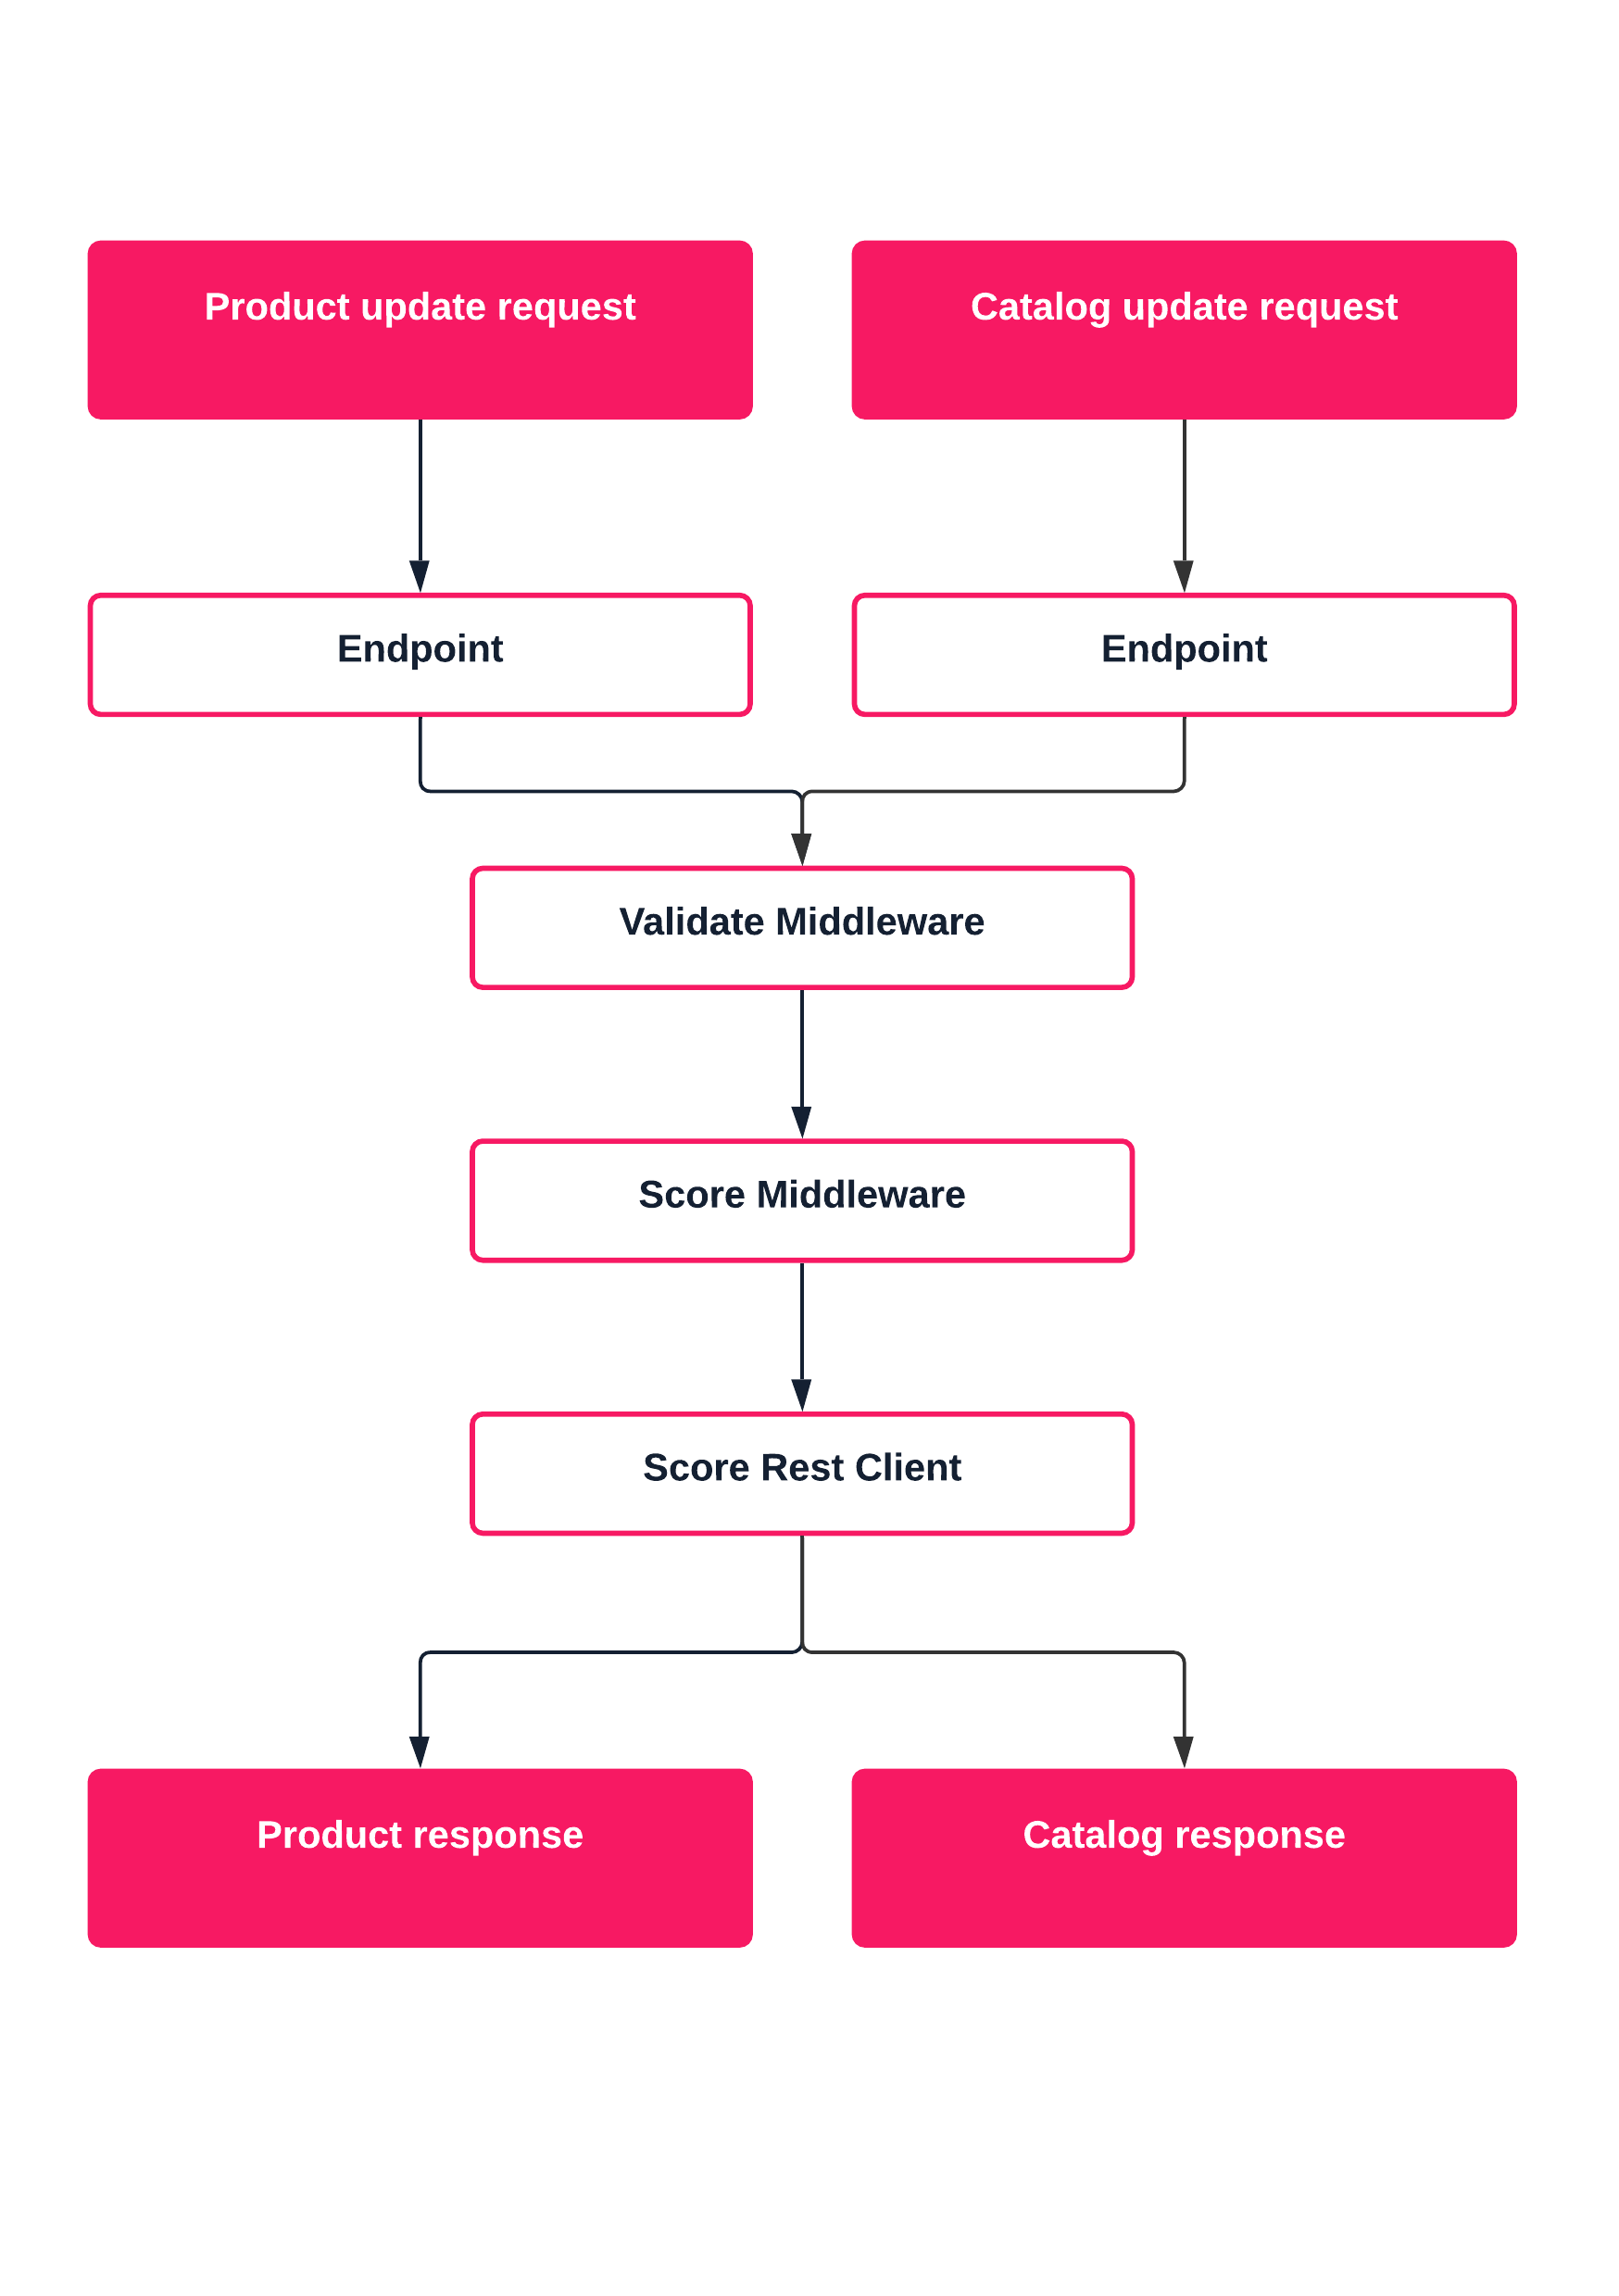 Product update request
Catalog update request
Endpoint
Endpoint
Validate Middleware
Score Middleware
Score Rest Client
Product response
Catalog response